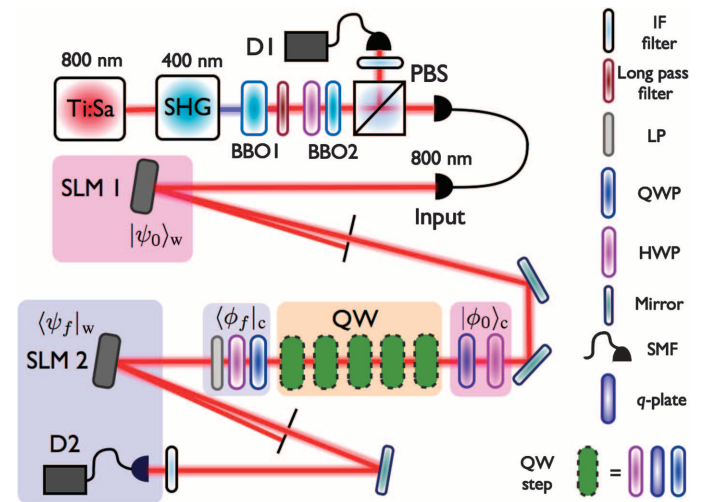 D1
IF
filter
800 nm
400 nm
PBS
Long pass
filter
Ti:Sa
SHG
BBO1
BBO2
LP
800 nm
SLM 1
Input
QWP
|ψ₀⟩w
HWP
Mirror
⟨ψf|w
⟨ϕf|c
QW
|ϕ₀⟩c
SLM 2
SMF
q-plate
D2
QW
step
=